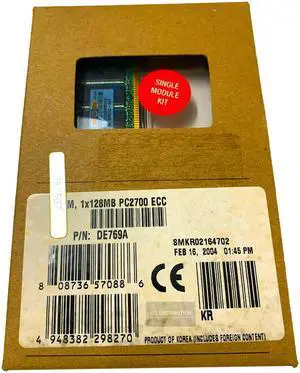 SINGLE
MODULE
KIT
M, 1x128MB PC2700 ECC
P/N: DE769A
SMKR02164702
FEB 16, 2004 01:45 PM
8 08736 57088 6
CE
KR
4 948382 298270
PRODUCT OF KOREA (INCLUDES FOREIGN CONTENT)